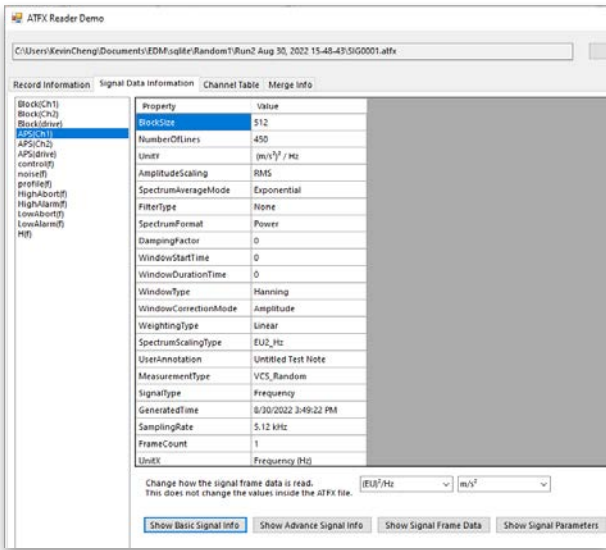 ATFX Reader Demo
C:\Users\KevinCheng\Documents\EDM\sqlite\Random1\Run2 Aug 30, 2022 15-48-43\SIG0001.atfx
Record Information Signal Data Information Channel Table Merge Info
Block(Ch1)
Block(Ch2)
Block(drive)
APS(Ch1)
APS(Ch2)
APS(drive)
control(f)
noise(f)
profile(f)
HighAbort(f)
HighAlarm(f)
LowAbort(f)
LowAlarm(f)
H(f)
Property Value
BlockSize 512
NumberOfLines 450
UnitY (m/s²)² / Hz
AmplitudeScaling RMS
SpectrumAverageMode Exponential
FilterType None
SpectrumFormat Power
DampingFactor 0
WindowStartTime 0
WindowDurationTime 0
WindowType Hanning
WindowCorrectionMode Amplitude
WeightingType Linear
SpectrumScalingType EU2_Hz
UserAnnotation Untitled Test Note
MeasurementType VCS_Random
SignalType Frequency
GeneratedTime 8/30/2022 3:49:22 PM
SamplingRate 5.12 kHz
FrameCount 1
UnitX Frequency (Hz)
Change how the signal frame data is read. (EU)²/Hz m/s²
This does not change the values inside the ATFX file.
Show Basic Signal Info Show Advance Signal Info Show Signal Frame Data Show Signal Parameters